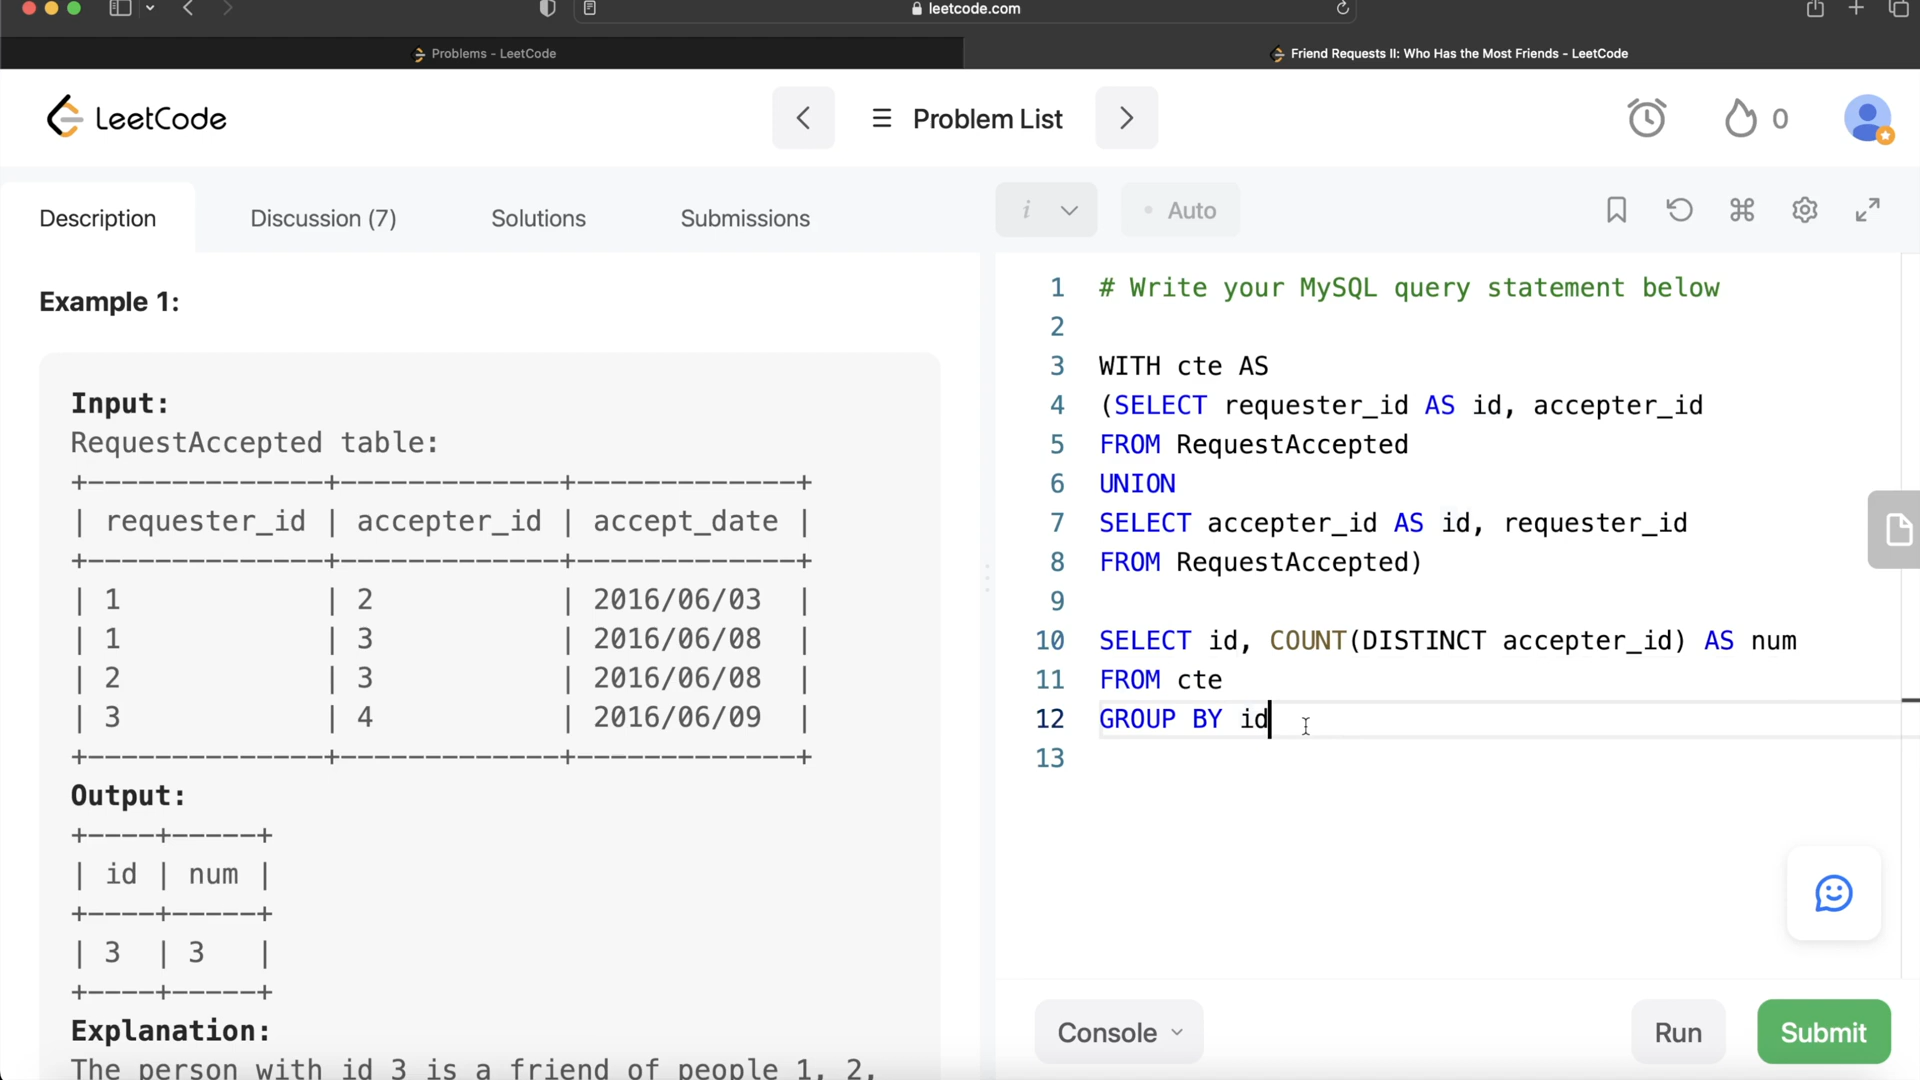 leetcode.com
Problems - LeetCode
Friend Requests II: Who Has the Most Friends - LeetCode
LeetCode
Problem List
0
Description
Discussion (7)
Solutions
Submissions
i
Auto
Example 1:
Input:
RequestAccepted table:
+--------------+-------------+-------------+
| requester_id | accepter_id | accept_date |
+--------------+-------------+-------------+
| 1 | 2 | 2016/06/03 |
| 1 | 3 | 2016/06/08 |
| 2 | 3 | 2016/06/08 |
| 3 | 4 | 2016/06/09 |
+--------------+-------------+-------------+
Output:
+----+-----+
| id | num |
+----+-----+
| 3 | 3 |
+----+-----+
Explanation:
The person with id 3 is a friend of people 1, 2,
1 # Write your MySQL query statement below
2
3 WITH cte AS
4 (SELECT requester_id AS id, accepter_id
5 FROM RequestAccepted
6 UNION
7 SELECT accepter_id AS id, requester_id
8 FROM RequestAccepted)
9
10 SELECT id, COUNT(DISTINCT accepter_id) AS num
11 FROM cte
12 GROUP BY id
13
Console
Run
Submit